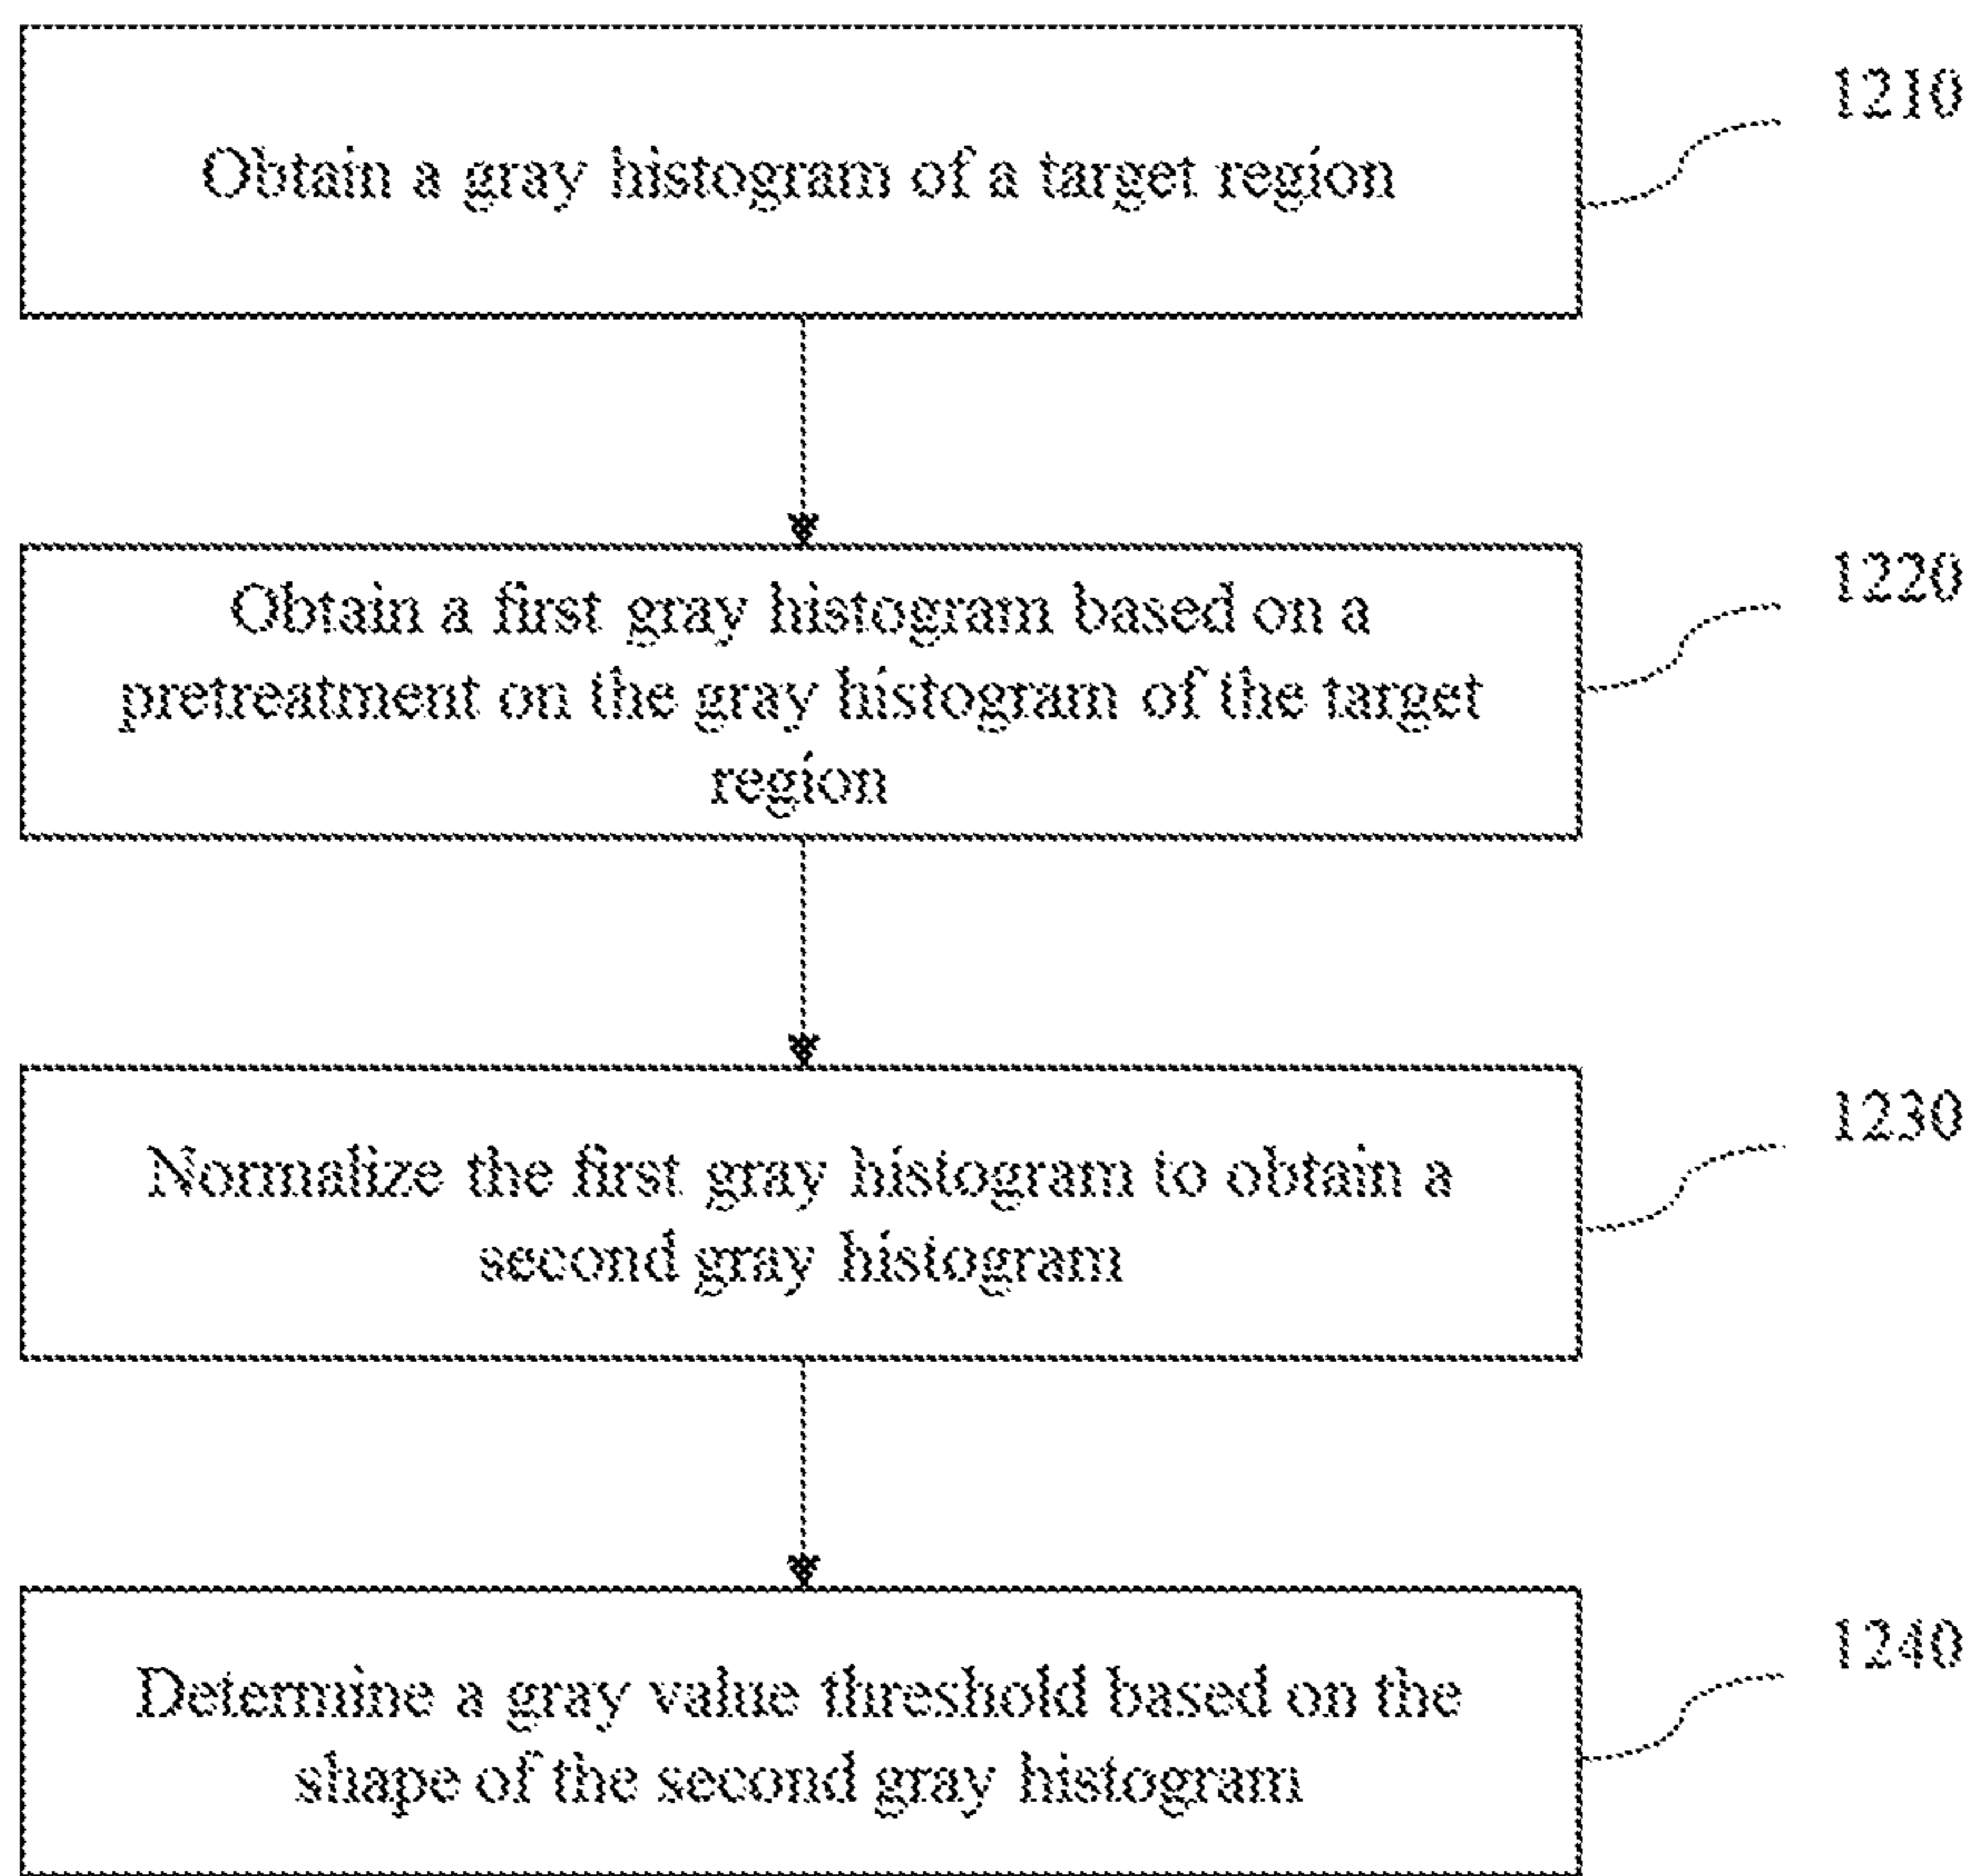 Obtain a gray histogram of a target region
1210
Obtain a first gray histogram based on a
pretreatment on the gray histogram of the target
region
1220
Normalize the first gray histogram to obtain a
second gray histogram
1230
Determine a gray value threshold based on the
shape of the second gray histogram
1240